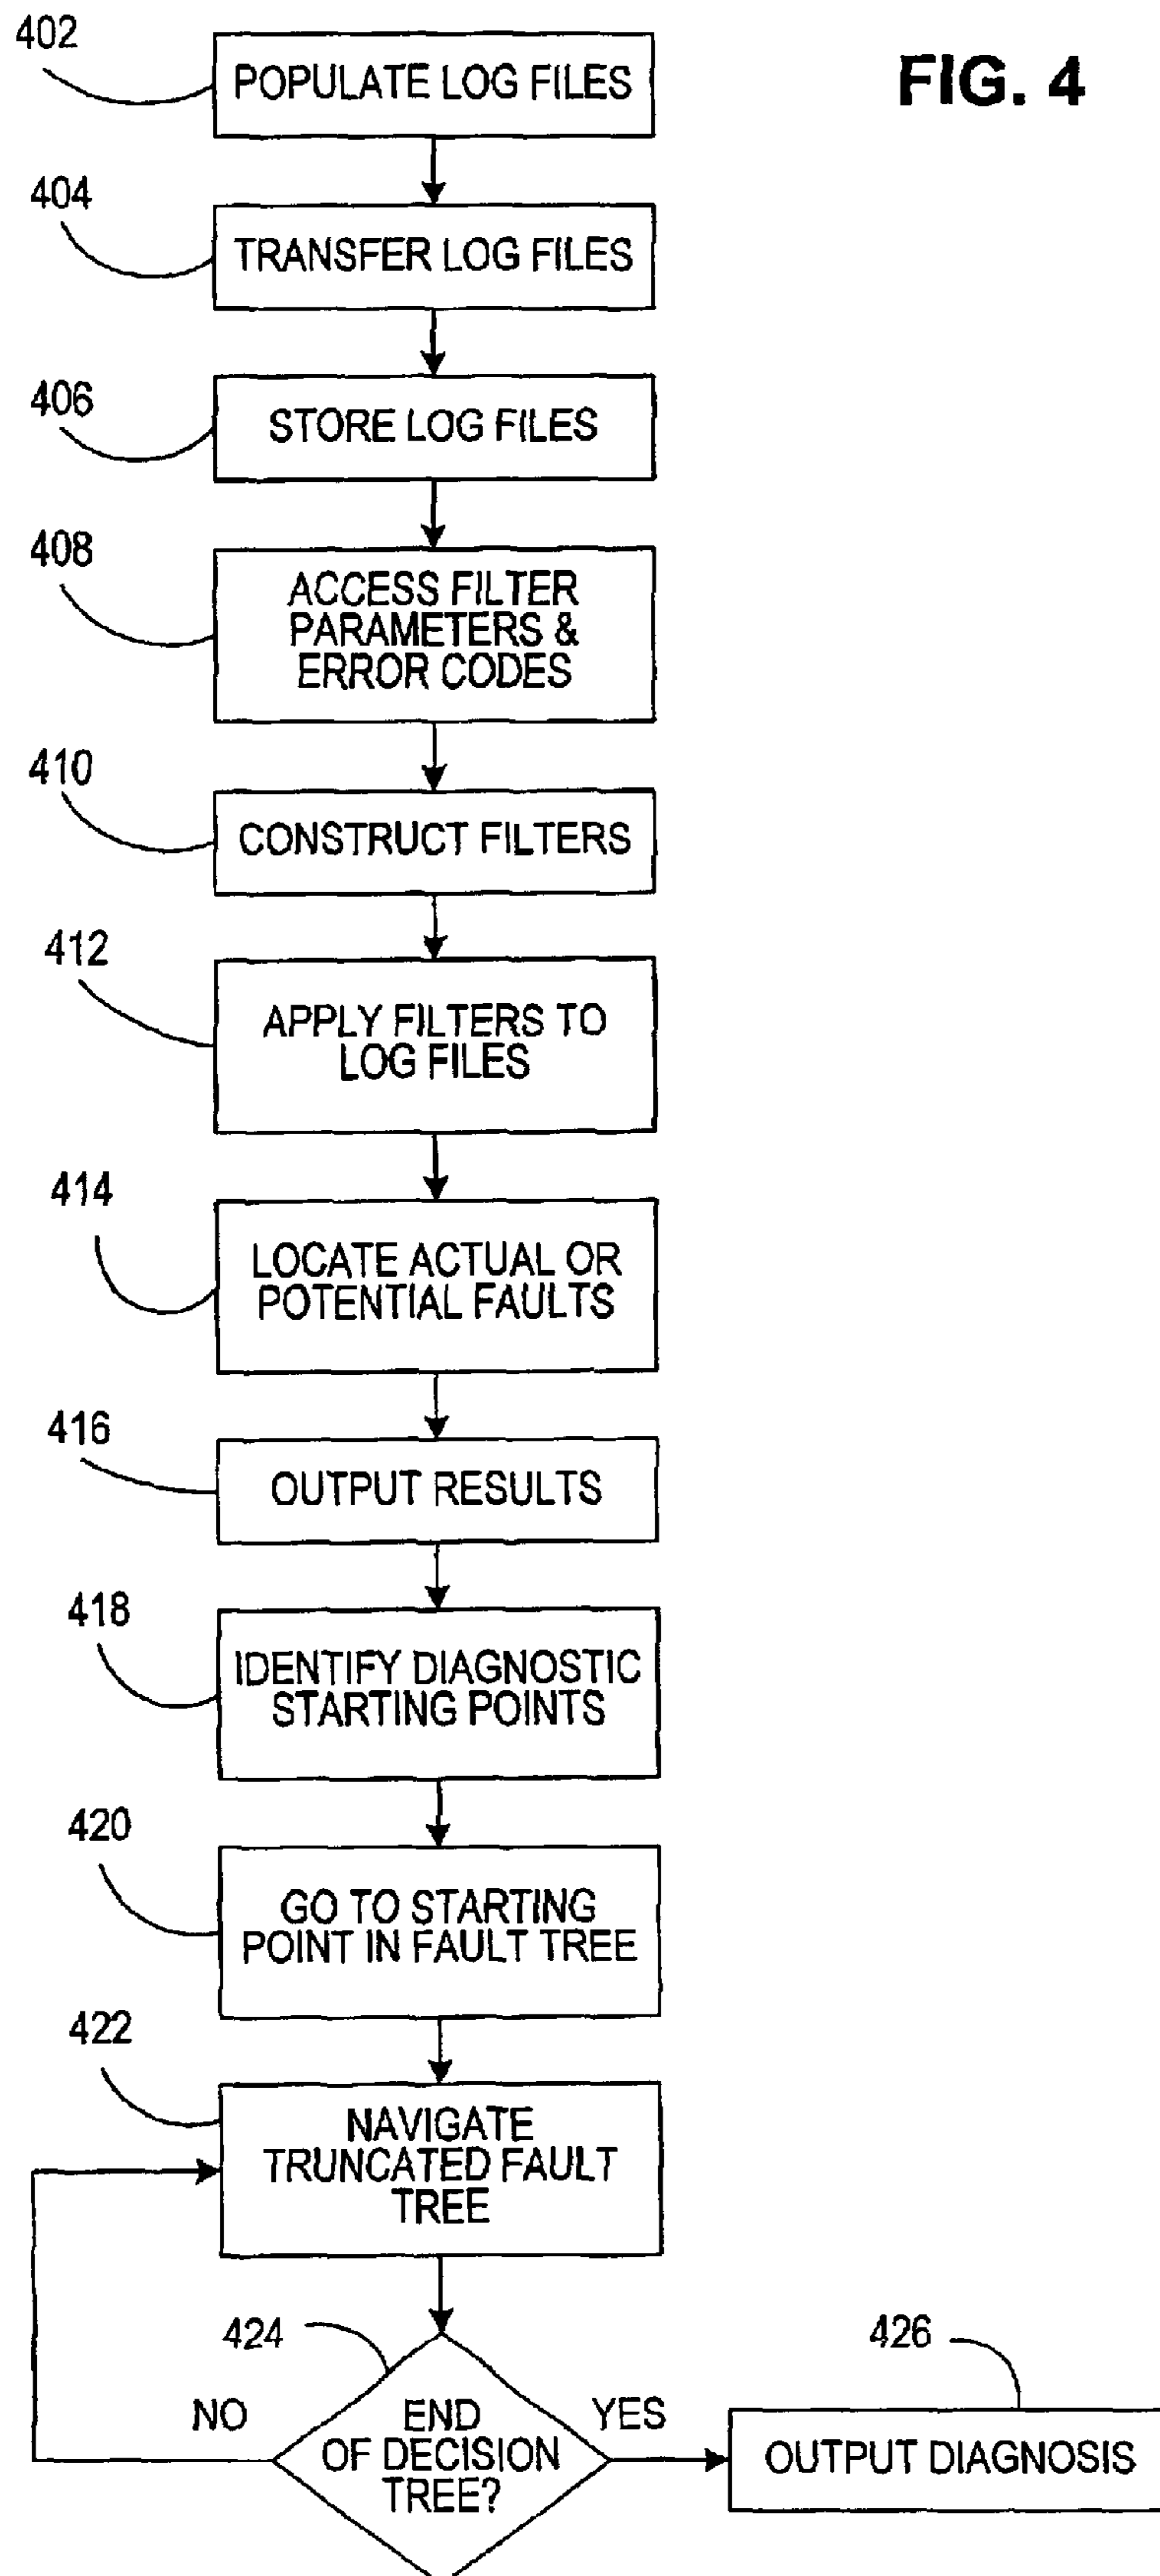 FIG. 4
402
POPULATE LOG FILES
404
TRANSFER LOG FILES
406
STORE LOG FILES
408
ACCESS FILTER
PARAMETERS &
ERROR CODES
410
CONSTRUCT FILTERS
412
APPLY FILTERS TO
LOG FILES
414
LOCATE ACTUAL OR
POTENTIAL FAULTS
416
OUTPUT RESULTS
418
IDENTIFY DIAGNOSTIC
STARTING POINTS
420
GO TO STARTING
POINT IN FAULT TREE
422
NAVIGATE
TRUNCATED FAULT
TREE
424
NO
END
OF DECISION
TREE?
YES
426
OUTPUT DIAGNOSIS